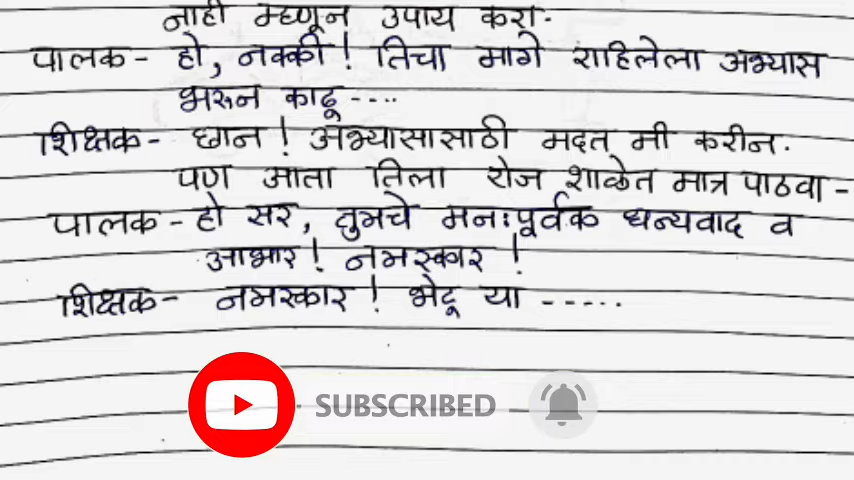 नाही म्हणून उपाय करा.
पालक - हो, नक्की! तिचा मागे राहिलेला अभ्यास
भरुन काढू ----
शिक्षक - छान! अभ्यासासाठी मदत मी करीन.
पण आता तिला रोज शाळेत मात्र पाठवा -
पालक - हो सर, तुमचे मनःपूर्वक धन्यवाद व
आभार! नमस्कार!
शिक्षक - नमस्कार! भेटू या -----
SUBSCRIBED